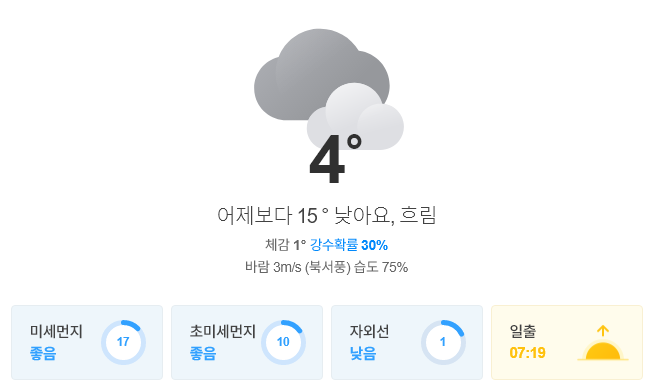 4°
어제보다 15° 낮아요, 흐림
체감 1° 강수확률 30%
바람 3m/s (북서풍) 습도 75%
미세먼지
좋음
17
초미세먼지
좋음
10
자외선
낮음
1
일출
07:19